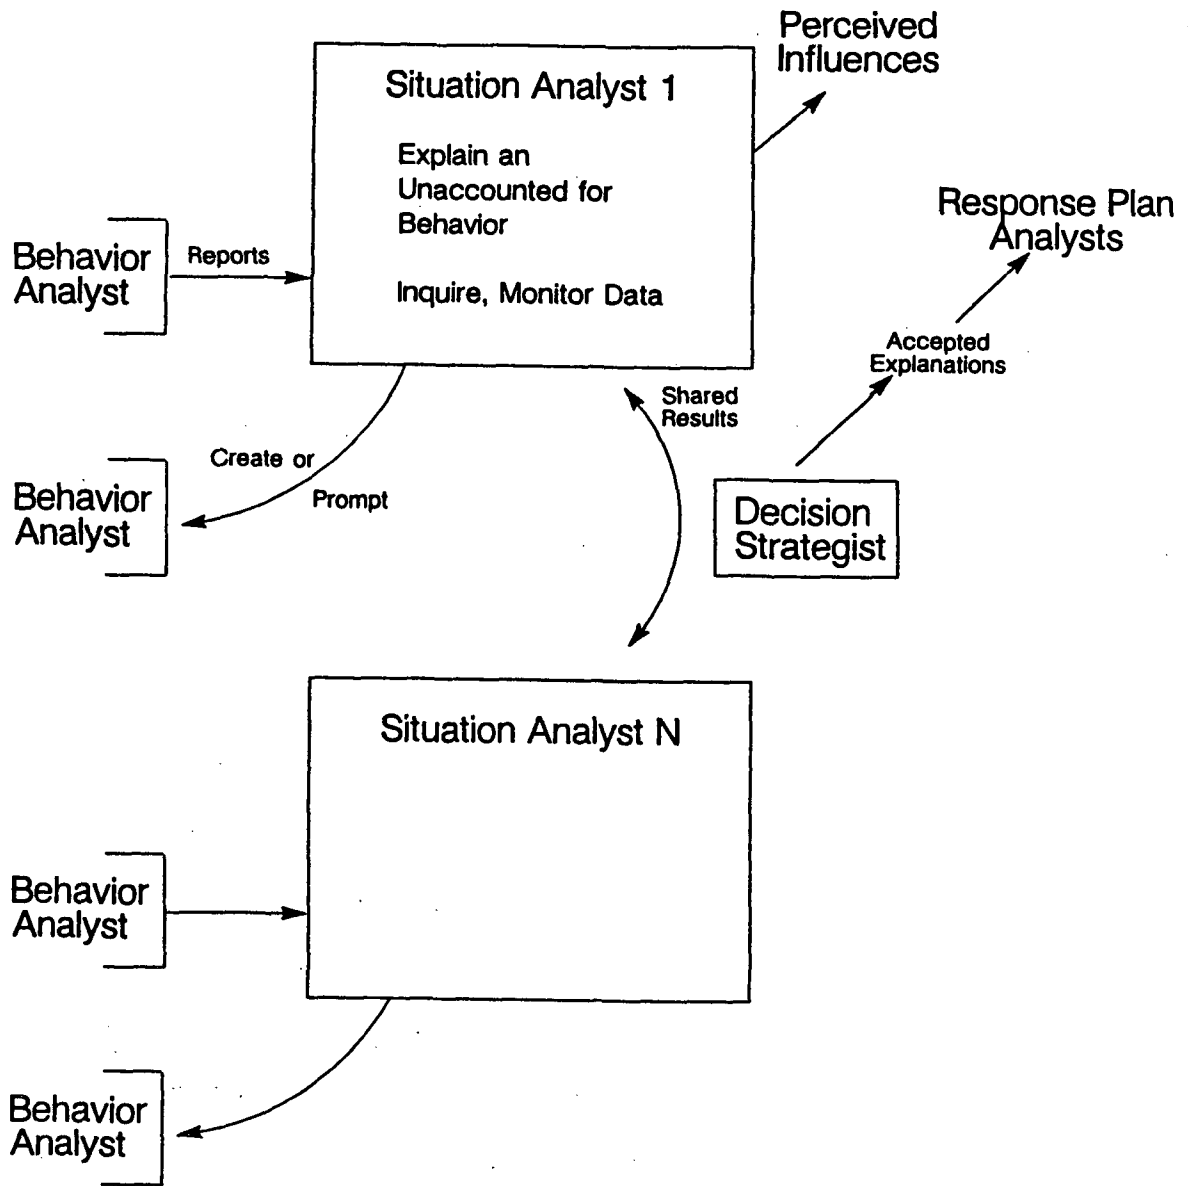 Perceived
Influences
Situation Analyst 1
Explain an
Unaccounted for
Behavior
Inquire, Monitor Data
Behavior
Analyst
Reports
Response Plan
Analysts
Accepted
Explanations
Shared
Results
Create or
Prompt
Behavior
Analyst
Decision
Strategist
Situation Analyst N
Behavior
Analyst
Behavior
Analyst